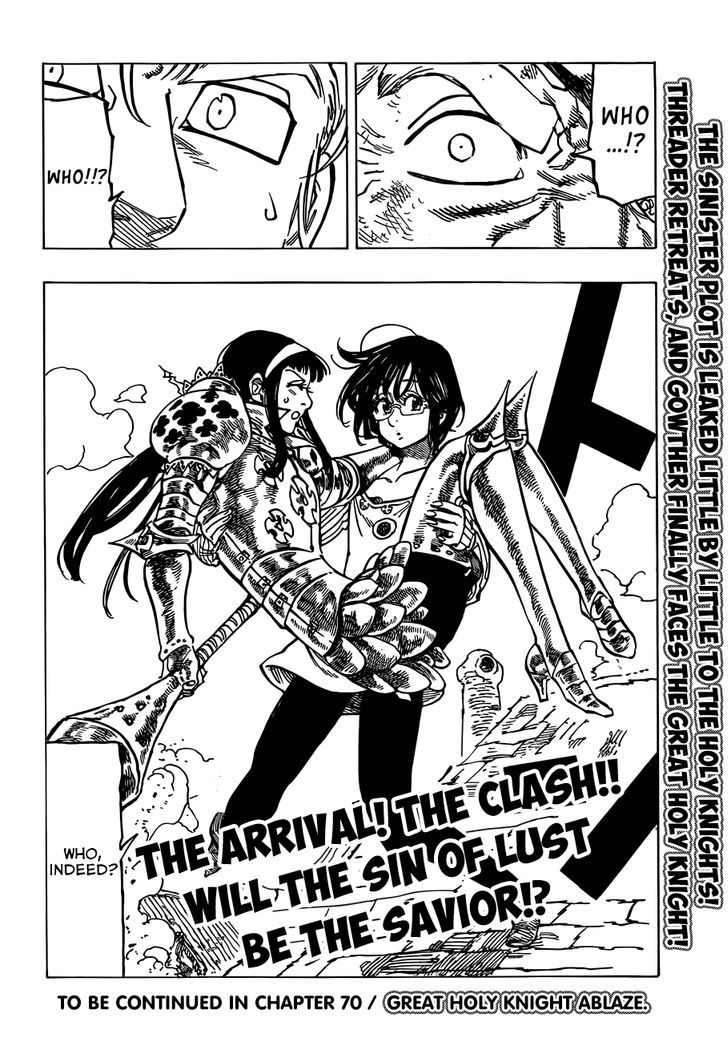 WHO
....!?
WHO!!?
THE SINISTER PLOT IS LEAKED LITTLE BY LITTLE TO THE HOLY KNIGHTS!
THREADER RETREATS, AND GOWTHER FINALLY FACES THE GREAT HOLY KNIGHT!
WHO,
INDEED?
THE ARRIVAL! THE CLASH!!
WILL THE SIN OF LUST
BE THE SAVIOR!?
TO BE CONTINUED IN CHAPTER 70 / GREAT HOLY KNIGHT ABLAZE.